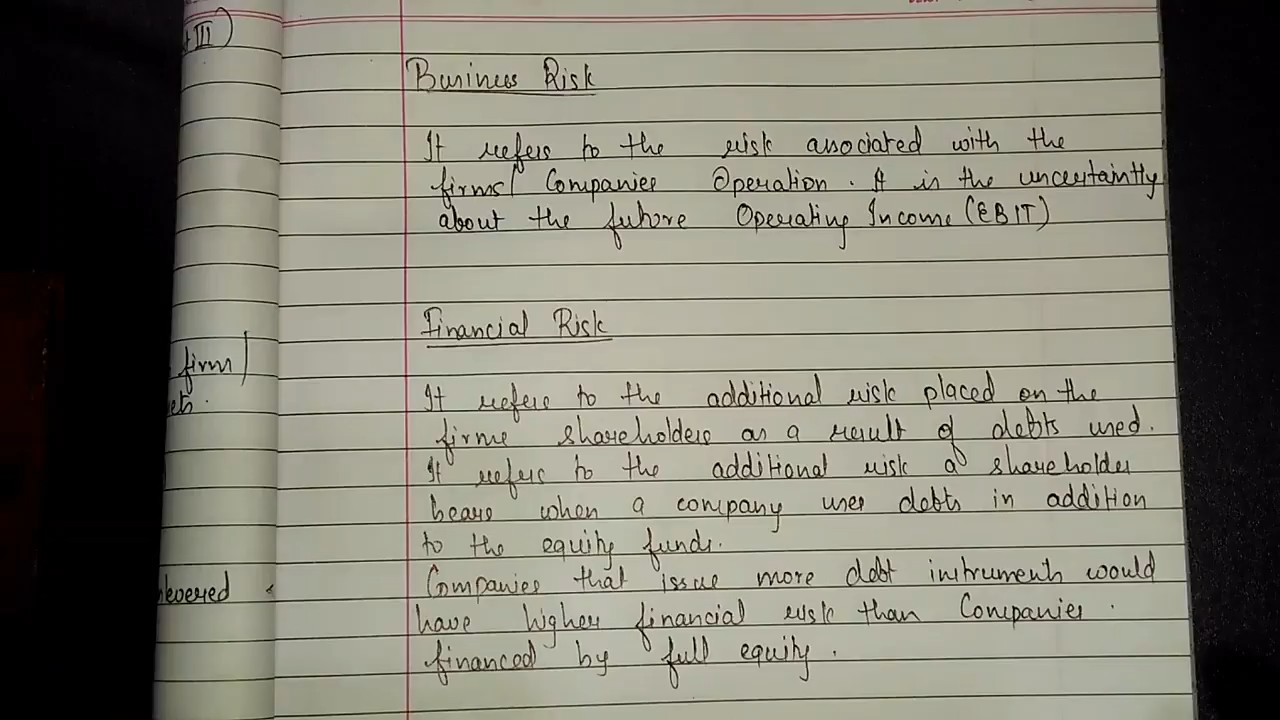 III)
Business Risk
It refers to the risk associated with the
firms/ Companies Operation. It is the uncertaintly
about the future Operating Income (EBIT)
Financial Risk
firm/
It refers to the additional risk placed on the
firms shareholders as a result of debts used.
It refers to the additional risk a shareholder
bears when a company uses debts in addition
to the equity funds.
levered
Companies that issue more debt instruments would
have higher financial risk than Companies
financed by full equity.